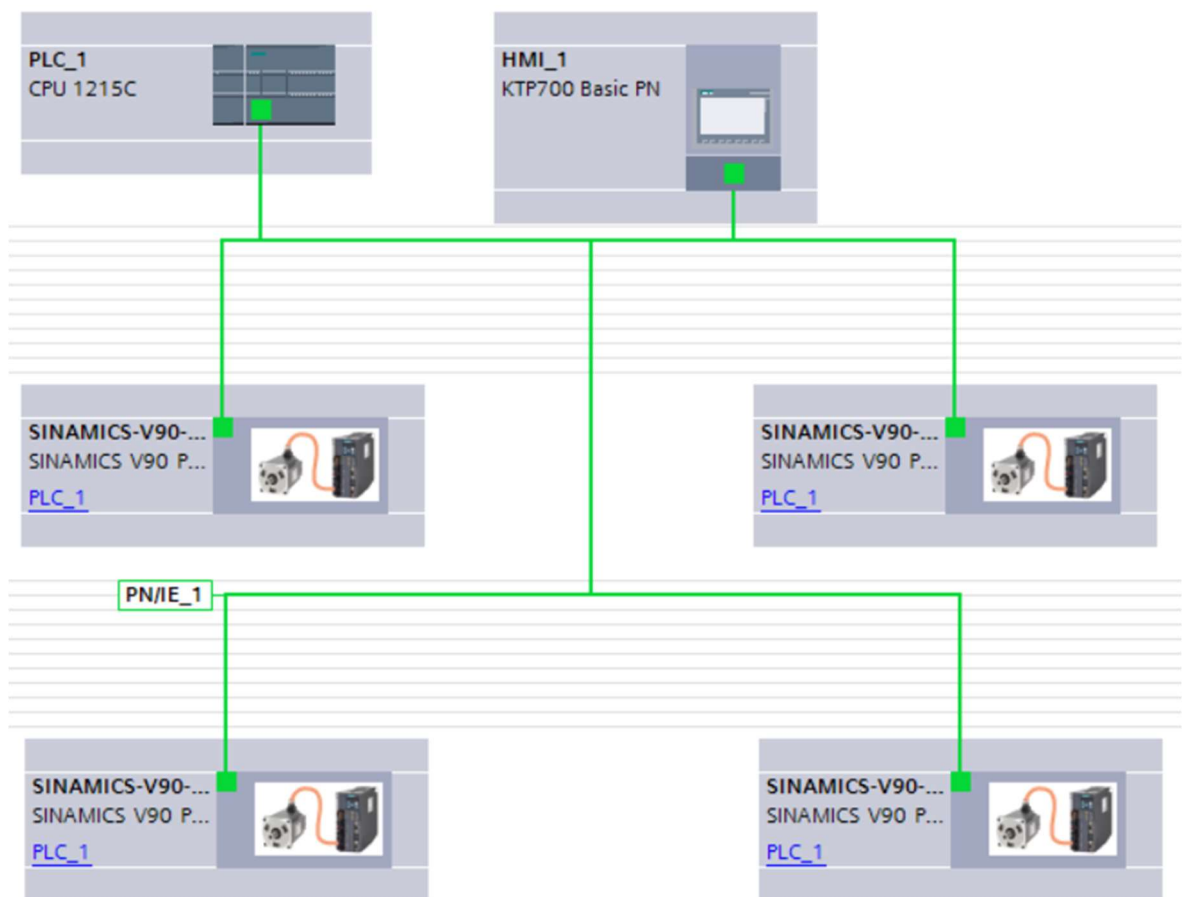 PLC_1
CPU 1215C
HMI_1
KTP700 Basic PN
SINAMICS-V90-...
SINAMICS V90 P...
PLC_1
SINAMICS-V90-...
SINAMICS V90 P...
PLC_1
PN/IE_1
SINAMICS-V90-...
SINAMICS V90 P...
PLC_1
SINAMICS-V90-...
SINAMICS V90 P...
PLC_1